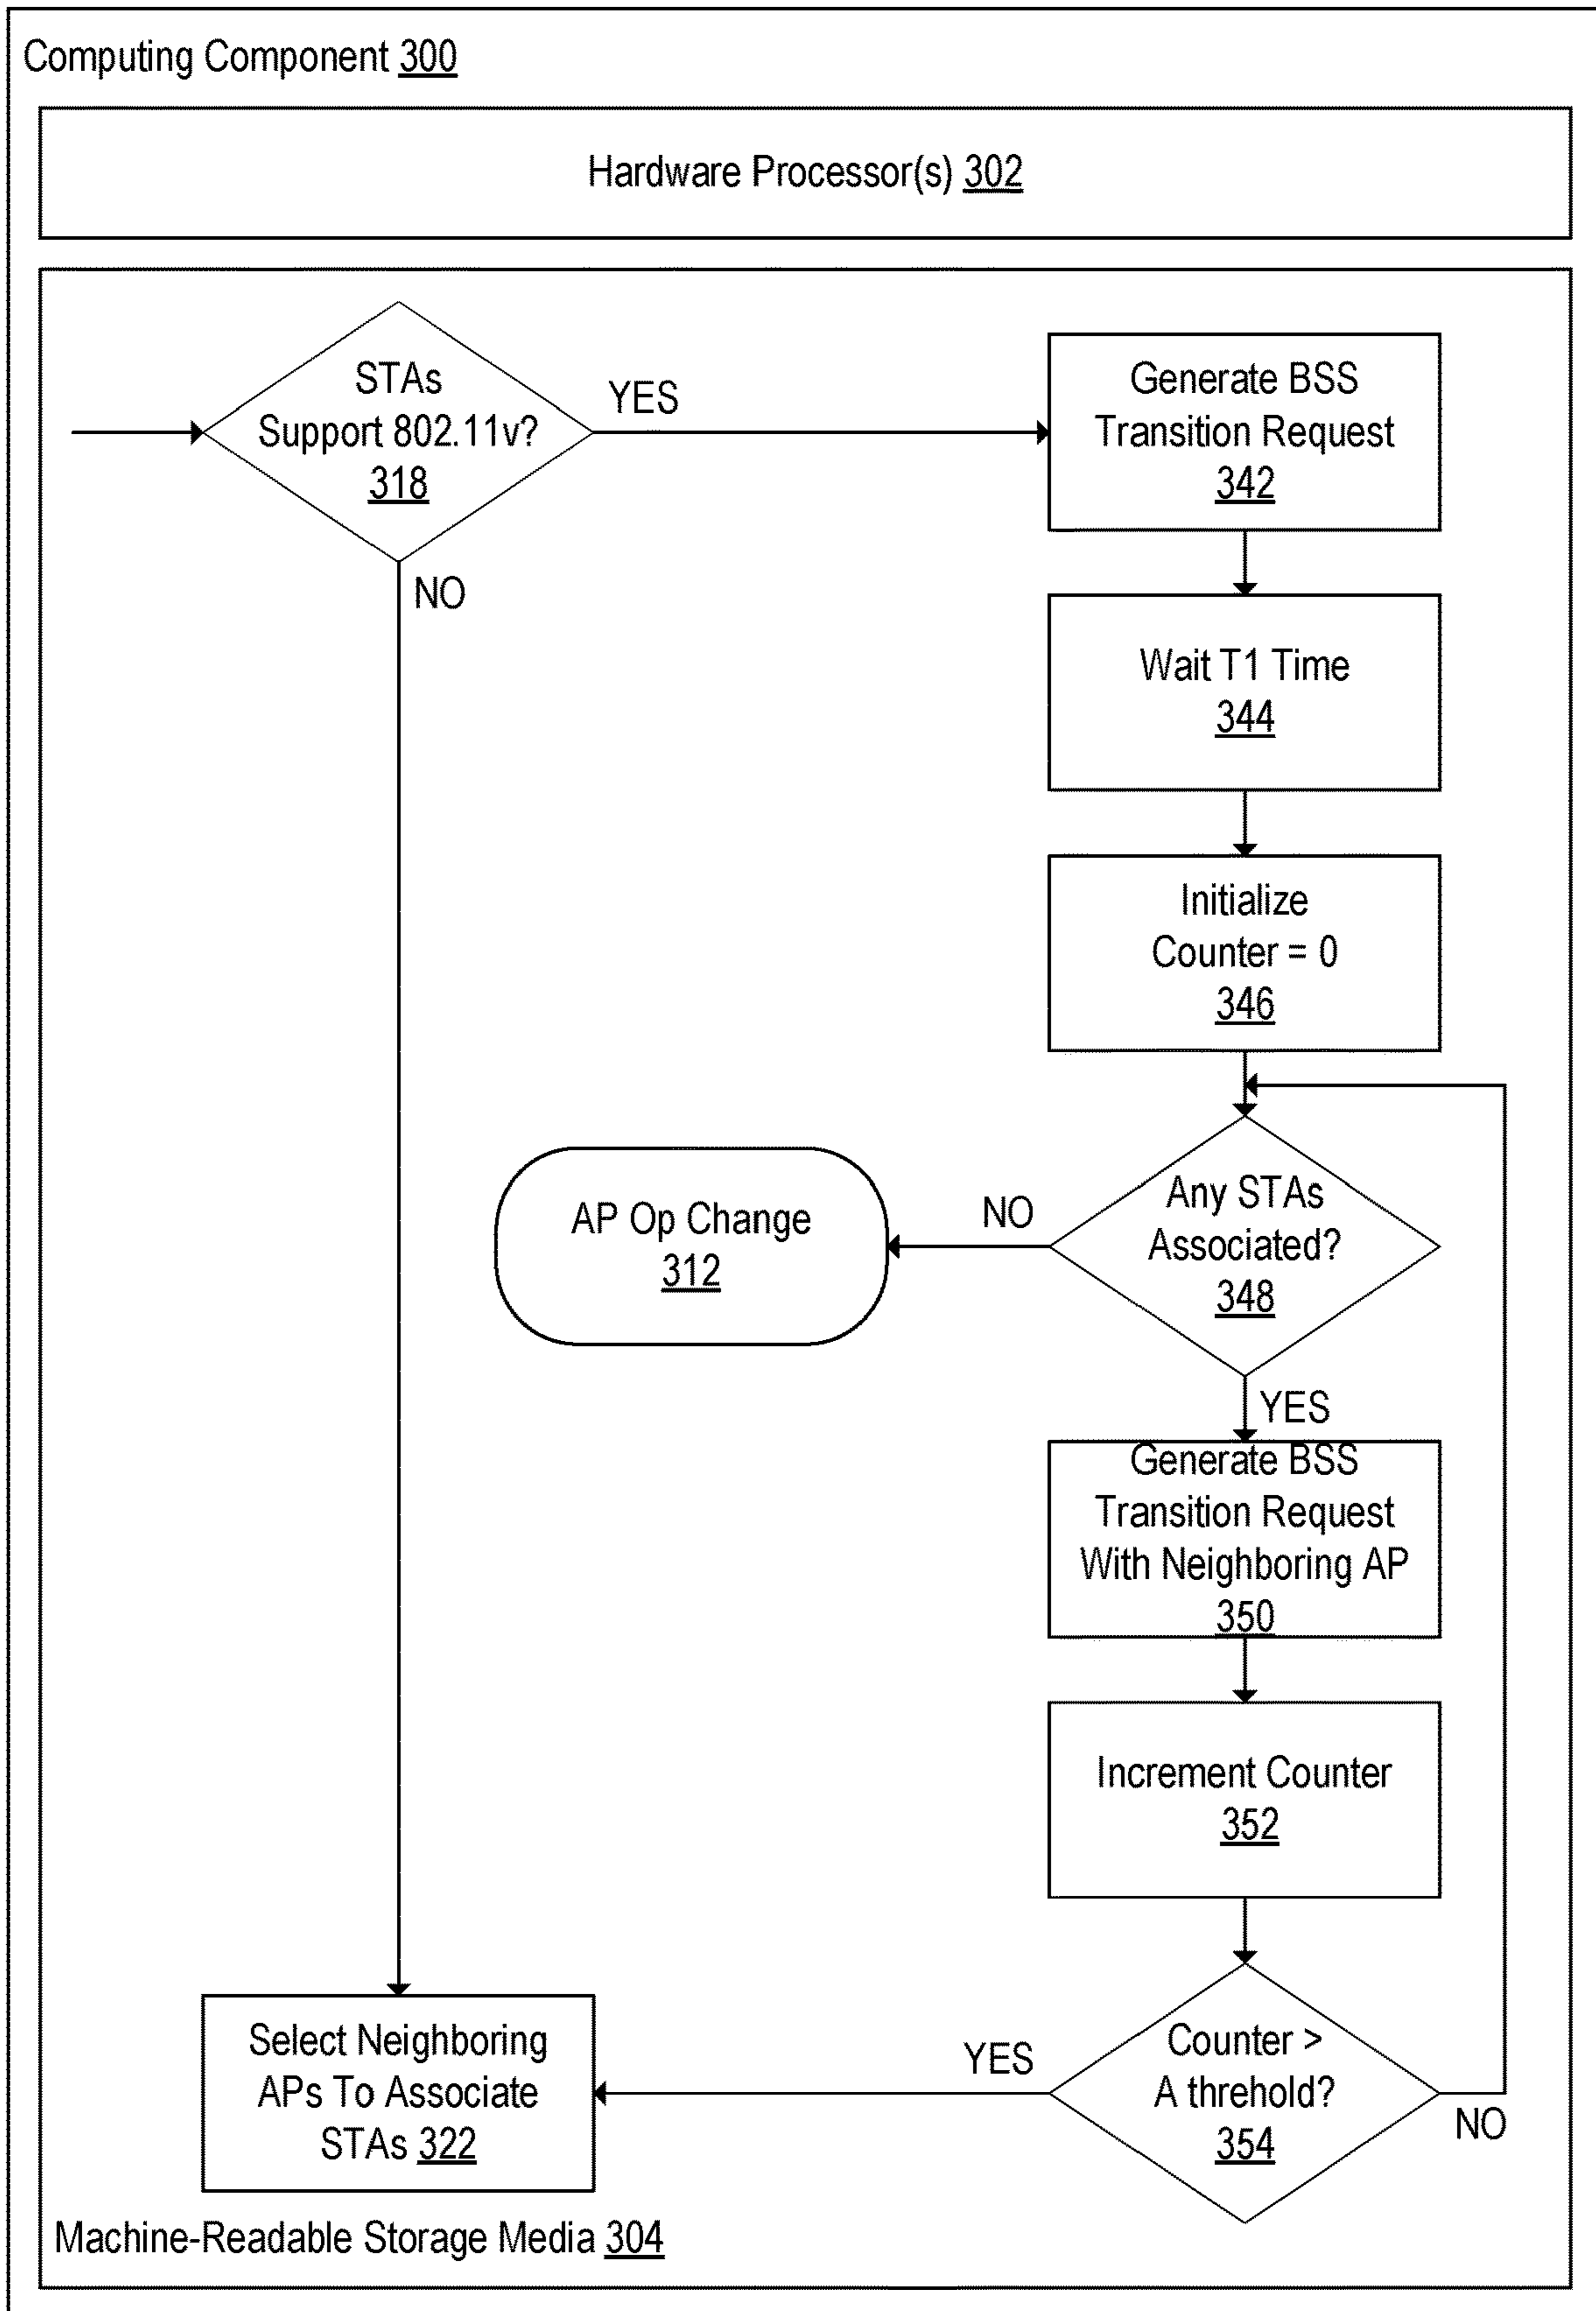 Computing Component 300
Hardware Processor(s) 302
STAs
Support 802.11v?
318
YES
NO
Generate BSS
Transition Request
342
Wait T1 Time
344
Initialize
Counter = 0
346
Any STAs
Associated?
348
NO
AP Op Change
312
YES
Generate BSS
Transition Request
With Neighboring AP
350
Increment Counter
352
Counter >
A threhold?
354
YES
NO
Select Neighboring
APs To Associate
STAs 322
Machine-Readable Storage Media 304